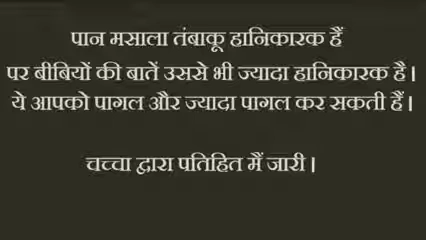 पान मसाला तंबाकू हानिकारक हैं
पर बीबियों की बातें उससे भी ज्यादा हानिकारक है।
ये आपको पागल और ज्यादा पागल कर सकती हैं।
चच्चा द्वारा पतिहित मैं जारी।